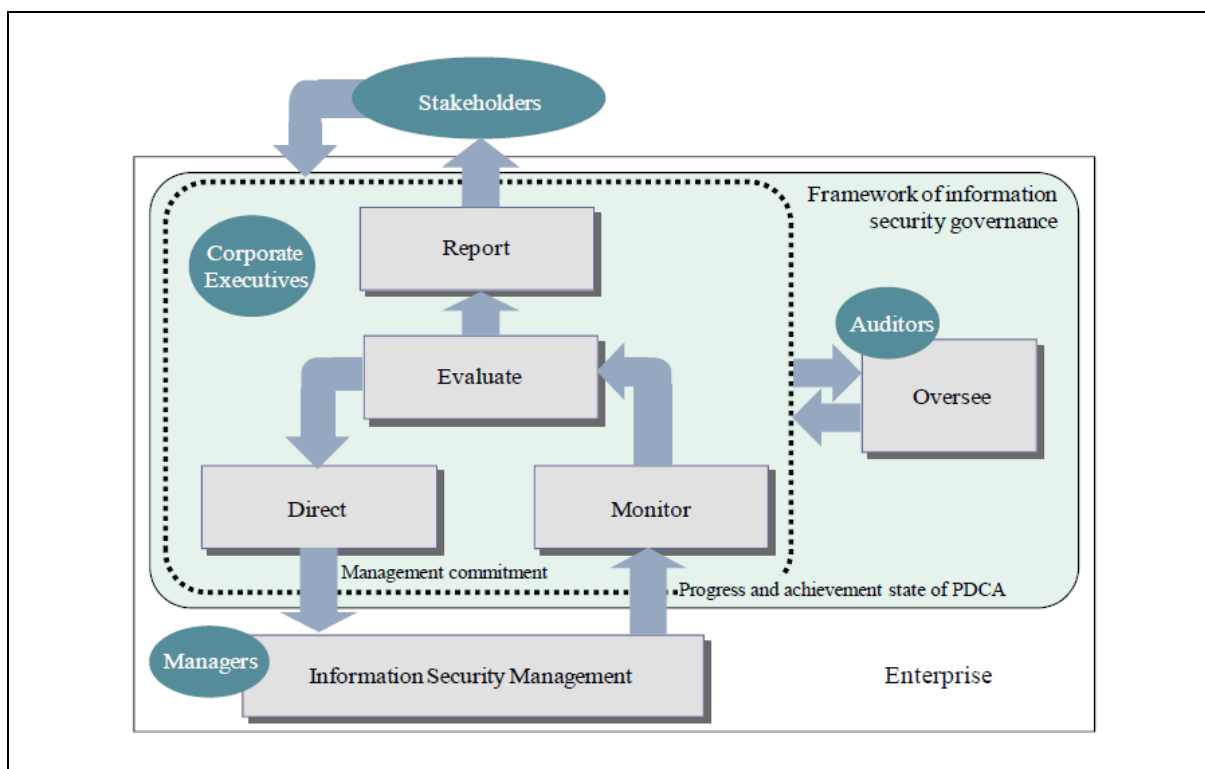 Stakeholders
Framework of information
security governance
Report
Corporate
Executives
Auditors
Evaluate
Oversee
Direct
Monitor
Management commitment
Progress and achievement state of PDCA
Managers
Information Security Management
Enterprise